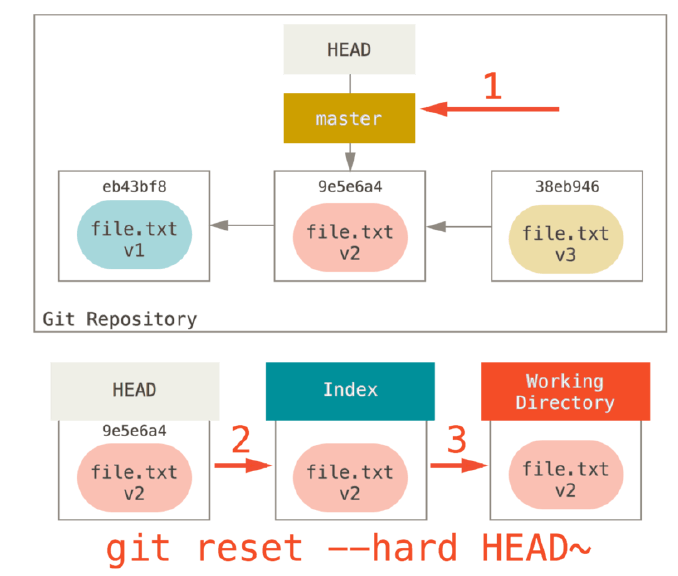 HEAD
1
master
eb43bf8
9e5e6a4
38eb946
file.txt
v1
file.txt
v2
file.txt
v3
Git Repository
HEAD
Index
Working
Directory
9e5e6a4
2
3
file.txt
v2
file.txt
v2
file.txt
v2
git reset --hard HEAD~